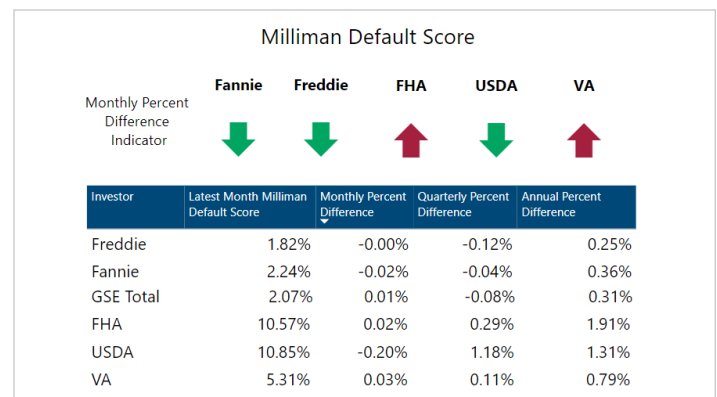 Milliman Default Score
Fannie Freddie FHA USDA VA
Monthly Percent
Difference
Indicator
Investor Latest Month Milliman Monthly Percent Quarterly Percent Annual Percent
Default Score Difference Difference Difference
Freddie 1.82% -0.00% -0.12% 0.25%
Fannie 2.24% -0.02% -0.04% 0.36%
GSE Total 2.07% 0.01% -0.08% 0.31%
FHA 10.57% 0.02% 0.29% 1.91%
USDA 10.85% -0.20% 1.18% 1.31%
VA 5.31% 0.03% 0.11% 0.79%